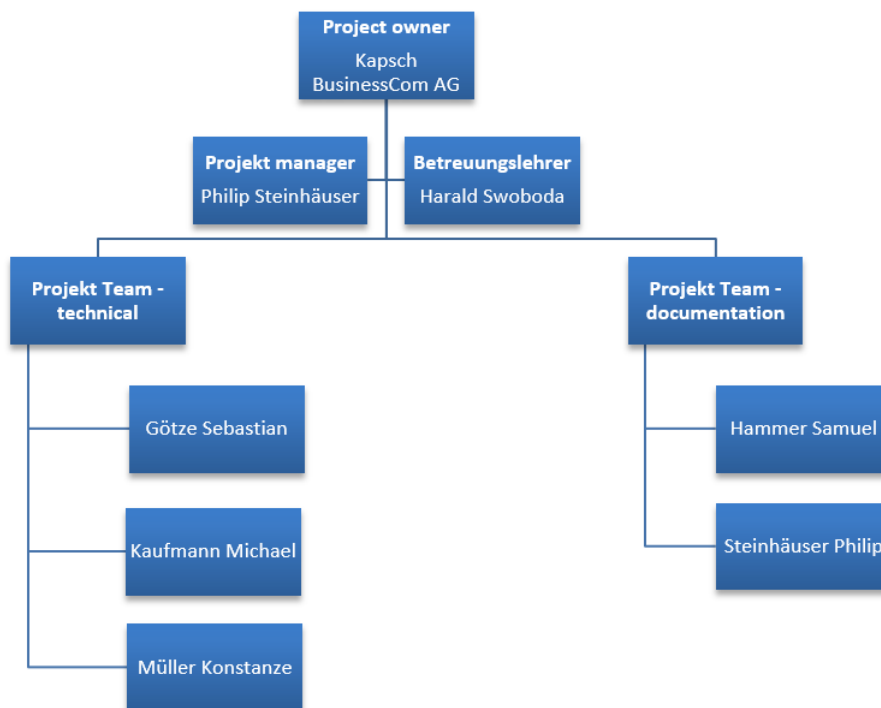 Project owner
Kapsch
BusinessCom AG
Projekt manager
Philip Steinhäuser
Betreuungslehrer
Harald Swoboda
Projekt Team -
technical
Projekt Team -
documentation
Götze Sebastian
Kaufmann Michael
Müller Konstanze
Hammer Samuel
Steinhäuser Philip